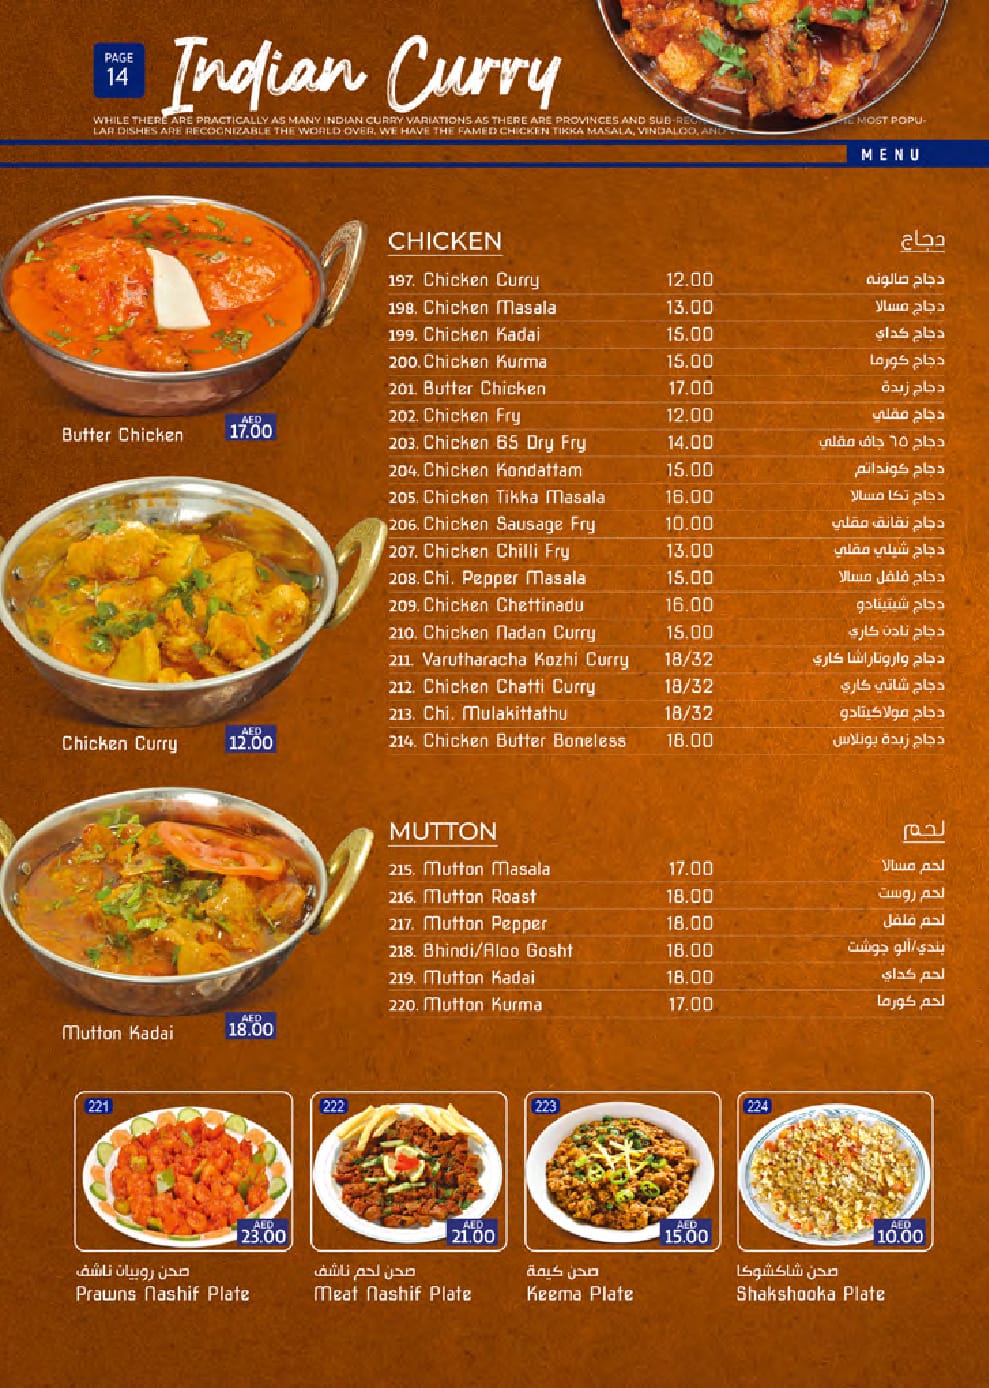 PAGE
14
Indian Curry
WHILE THERE ARE PRACTICALLY AS MANY INDIAN CURRY VARIATIONS AS THERE ARE PROVINCES AND SUB-REG THE MOST POPU-
LAR DISHES ARE RECOGNIZABLE THE WORLD OVER. WE HAVE THE FAMED CHICKEN TIKKA MASALA, VINDALOO, AND
MENU
CHICKEN دجاج
197. Chicken Curry 12.00 دجاج صالونه
198. Chicken Masala 13.00 دجاج مسالا
199. Chicken Kadai 15.00 دجاج كداي
200. Chicken Kurma 15.00 دجاج كورما
201. Butter Chicken 17.00 دجاج زبدة
202. Chicken Fry 12.00 دجاج مقلي
203. Chicken 65 Dry Fry 14.00 دجاج ٦٥ جاف مقلي
204. Chicken Kondattam 15.00 دجاج كونداتم
205. Chicken Tikka Masala 16.00 دجاج تكا مسالا
206. Chicken Sausage Fry 10.00 دجاج نقانق مقلي
207. Chicken Chilli Fry 13.00 دجاج شيلي مقلي
208. Chi. Pepper Masala 15.00 دجاج فلفل مسالا
209. Chicken Chettinadu 16.00 دجاج شيتينادو
210. Chicken Nadan Curry 15.00 دجاج نادن كاري
211. Varutharacha Kozhi Curry 18/32 دجاج واروتاراشا كاري
212. Chicken Chatti Curry 18/32 دجاج شاتي كاري
213. Chi. Mulakittathu 18/32 دجاج مولاكيتادو
214. Chicken Butter Boneless 18.00 دجاج زبدة بونلاس
Butter Chicken AED 17.00
Chicken Curry AED 12.00
MUTTON لحم
215. Mutton Masala 17.00 لحم مسالا
216. Mutton Roast 18.00 لحم روست
217. Mutton Pepper 18.00 لحم فلفل
218. Bhindi/Aloo Gosht 18.00 بندي/آلو جوشت
219. Mutton Kadai 18.00 لحم كداي
220. Mutton Kurma 17.00 لحم كورما
Mutton Kadai AED 18.00
221
AED
23.00
صحن روبيان ناشف
Prawns Nashif Plate
222
AED
21.00
صحن لحم ناشف
Meat Nashif Plate
223
AED
15.00
صحن كيمة
Keema Plate
224
AED
10.00
صحن شاكشوكا
Shakshooka Plate